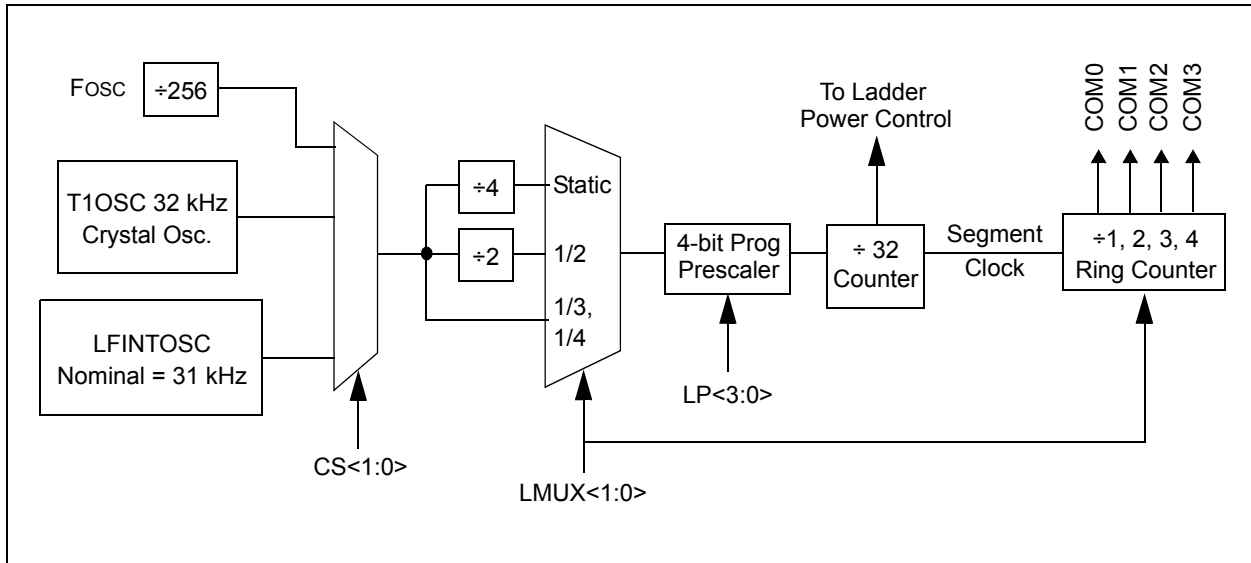 FOSC
÷256
T1OSC 32 kHz
Crystal Osc.
LFINTOSC
Nominal = 31 kHz
CS<1:0>
÷4
÷2
Static
1/2
1/3,
1/4
LMUX<1:0>
4-bit Prog
Prescaler
LP<3:0>
To Ladder
Power Control
÷ 32
Counter
Segment
Clock
COM0
COM1
COM2
COM3
÷1, 2, 3, 4
Ring Counter